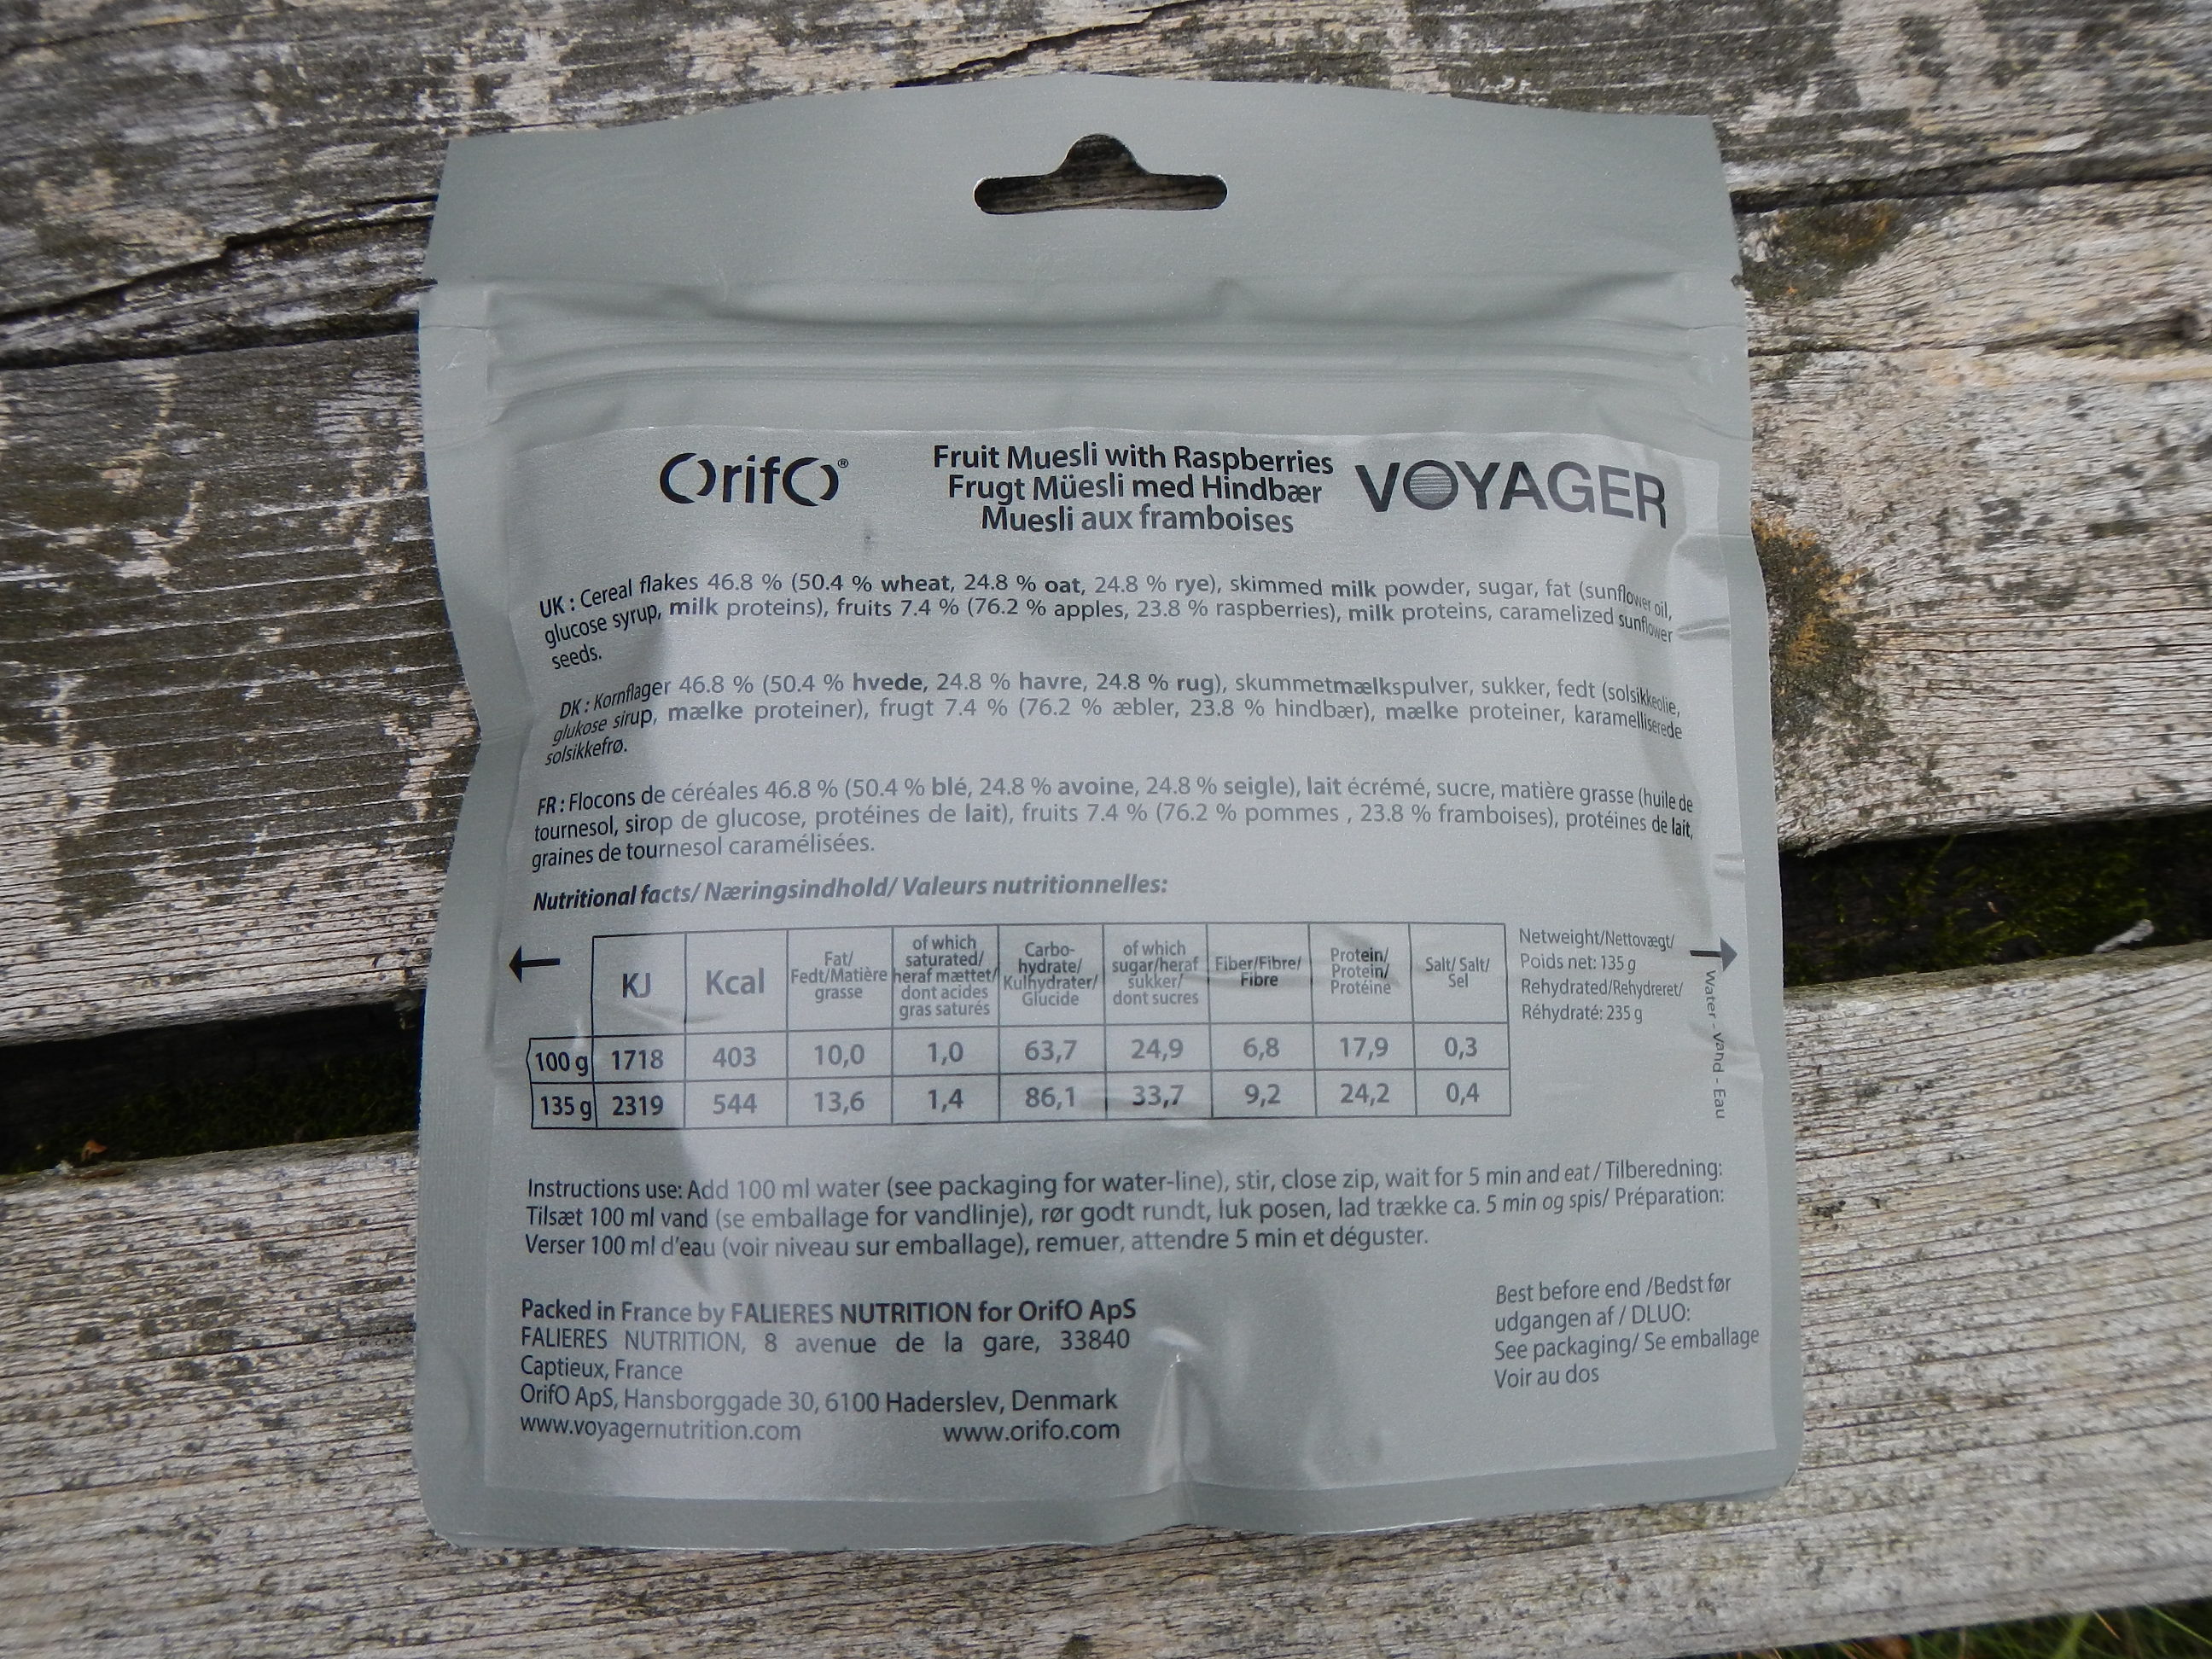 OrifO®
Fruit Muesli with Raspberries
Frugt Müesli med Hindbær
Muesli aux framboises
VOYAGER
UK : Cereal flakes 46.8 % (50.4 % wheat, 24.8 % oat, 24.8 % rye), skimmed milk powder, sugar, fat (sunflower oil,
glucose syrup, milk proteins), fruits 7.4 % (76.2 % apples, 23.8 % raspberries), milk proteins, caramelized sunflower
seeds.
DK : Kornflager 46.8 % (50.4 % hvede, 24.8 % havre, 24.8 % rug), skummetmælkspulver, sukker, fedt (solsikkeolie,
glukose sirup, mælke proteiner), frugt 7.4 % (76.2 % æbler, 23.8 % hindbær), mælke proteiner, karamelliserede
solsikkefrø.
FR : Flocons de céréales 46.8 % (50.4 % blé, 24.8 % avoine, 24.8 % seigle), lait écrémé, sucre, matière grasse (huile de
tournesol, sirop de glucose, protéines de lait), fruits 7.4 % (76.2 % pommes , 23.8 % framboises), protéines de lait,
graines de tournesol caramélisées.
Nutritional facts/ Næringsindhold/ Valeurs nutritionnelles:
KJ
Kcal
Fat/
Fedt/Matière
grasse
of which
saturated/
heraf mættet/
dont acides
gras saturés
Carbo-
hydrate/
Kulhydrater/
Glucide
of which
sugar/heraf
sukker/
dont sucres
Fiber/Fibre/
Fibre
Protein/
Protein/
Protéine
Salt/ Salt/
Sel
100 g 1718 403 10,0 1,0 63,7 24,9 6,8 17,9 0,3
135 g 2319 544 13,6 1,4 86,1 33,7 9,2 24,2 0,4
Netweight/Nettovægt/
Poids net: 135 g
Rehydrated/Rehydreret/
Réhydraté: 235 g
Water - Vand - Eau
Instructions use: Add 100 ml water (see packaging for water-line), stir, close zip, wait for 5 min and eat / Tilberedning:
Tilsæt 100 ml vand (se emballage for vandlinje), rør godt rundt, luk posen, lad trække ca. 5 min og spis/ Préparation:
Verser 100 ml d'eau (voir niveau sur emballage), remuer, attendre 5 min et déguster.
Packed in France by FALIERES NUTRITION for OrifO ApS
FALIERES NUTRITION, 8 avenue de la gare, 33840
Captieux, France
OrifO ApS, Hansborggade 30, 6100 Haderslev, Denmark
www.voyagernutrition.com www.orifo.com
Best before end /Bedst før
udgangen af / DLUO:
See packaging/ Se emballage
Voir au dos